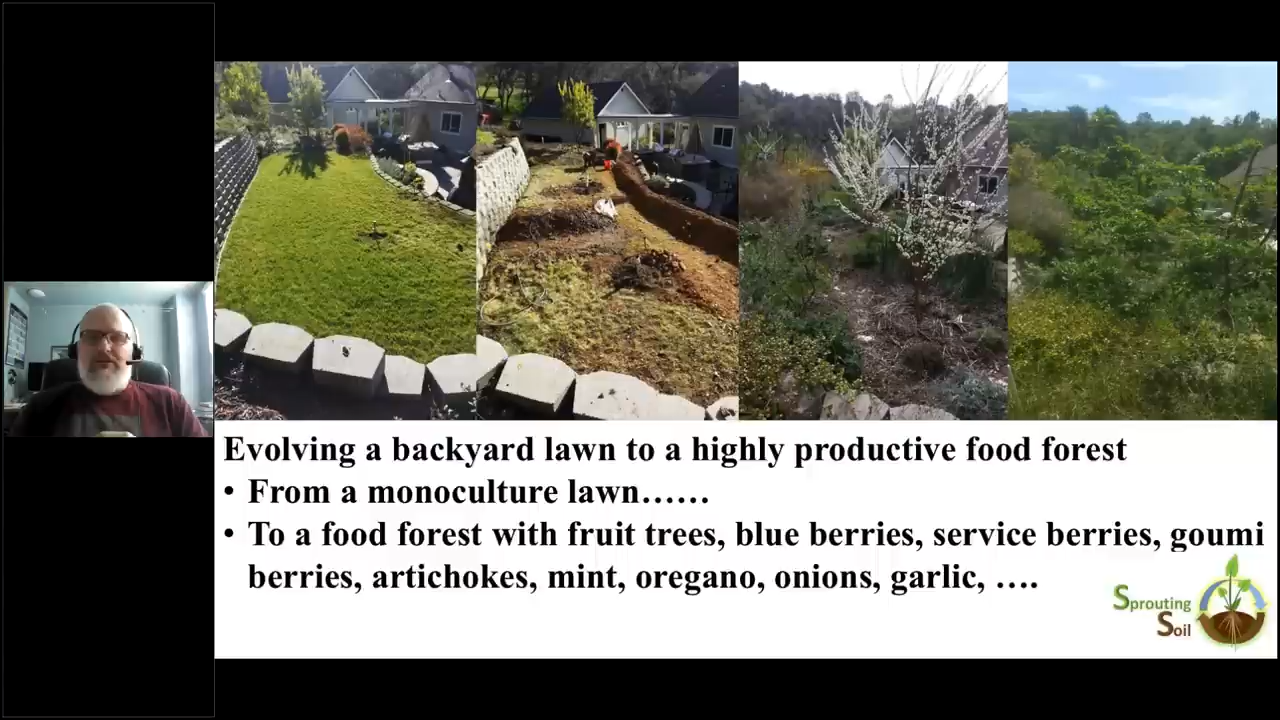 Evolving a backyard lawn to a highly productive food forest
• From a monoculture lawn……
• To a food forest with fruit trees, blue berries, service berries, goumi
berries, artichokes, mint, oregano, onions, garlic, ….
Sprouting
Soil